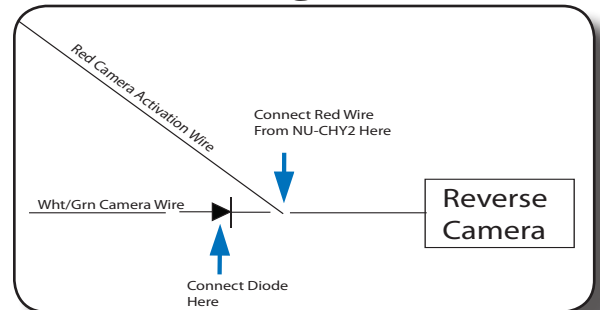 Red Camera Activation Wire
Connect Red Wire
From NU-CHY2 Here
Wht/Grn Camera Wire
Reverse
Camera
Connect Diode
Here